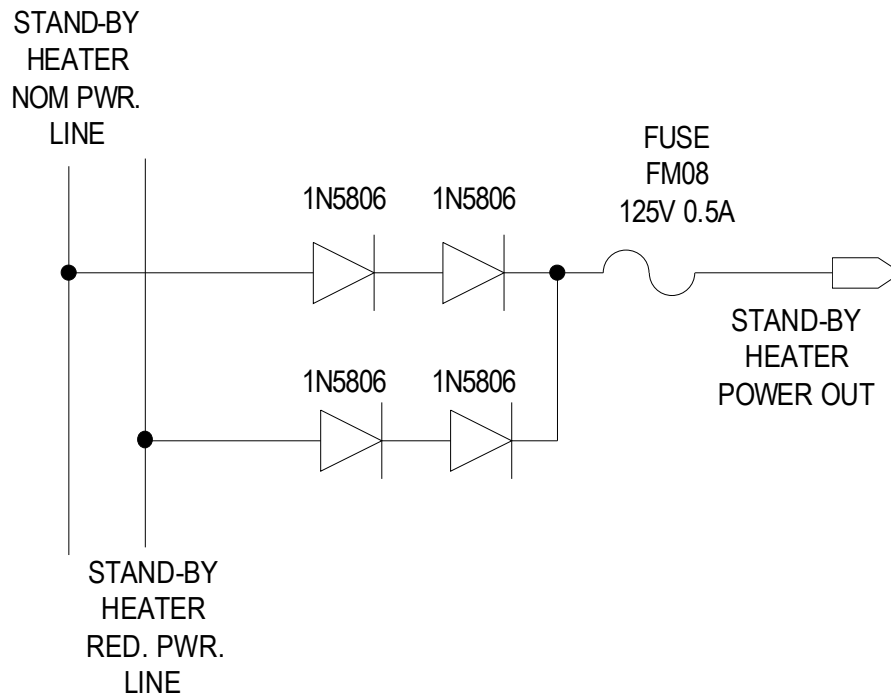 STAND-BY
HEATER
NOM PWR.
LINE
FUSE
FM08
125V 0.5A
1N5806
1N5806
STAND-BY
HEATER
POWER OUT
1N5806
1N5806
STAND-BY
HEATER
RED. PWR.
LINE